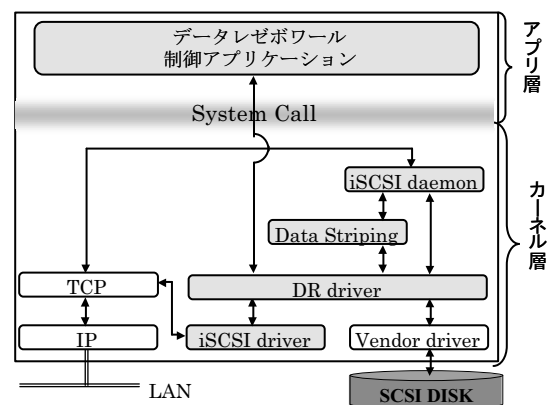 データレゼボワール
制御アプリケーション
アプリ層
System Call
iSCSI daemon
カーネル層
Data Striping
TCP
DR driver
IP
iSCSI driver
Vendor driver
LAN
SCSI DISK